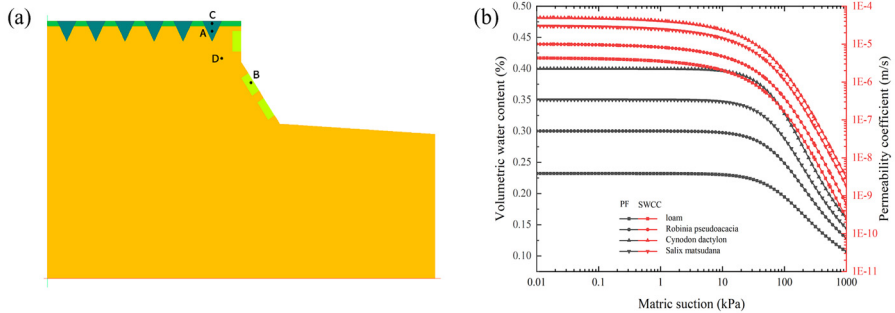 (a)
C
A
D
B
(b)
0.50
0.45
0.40
0.35
0.30
0.25
0.20
0.15
0.10
Volumetric water content (%)
1E-4
1E-5
1E-6
1E-7
1E-8
1E-9
1E-10
1E-11
Permeability coefficient (m/s)
PF SWCC
loam
Robinia pseudoacacia
Cynodon dactylon
Salix matsudana
0.01 0.1 1 10 100 1000
Matric suction (kPa)